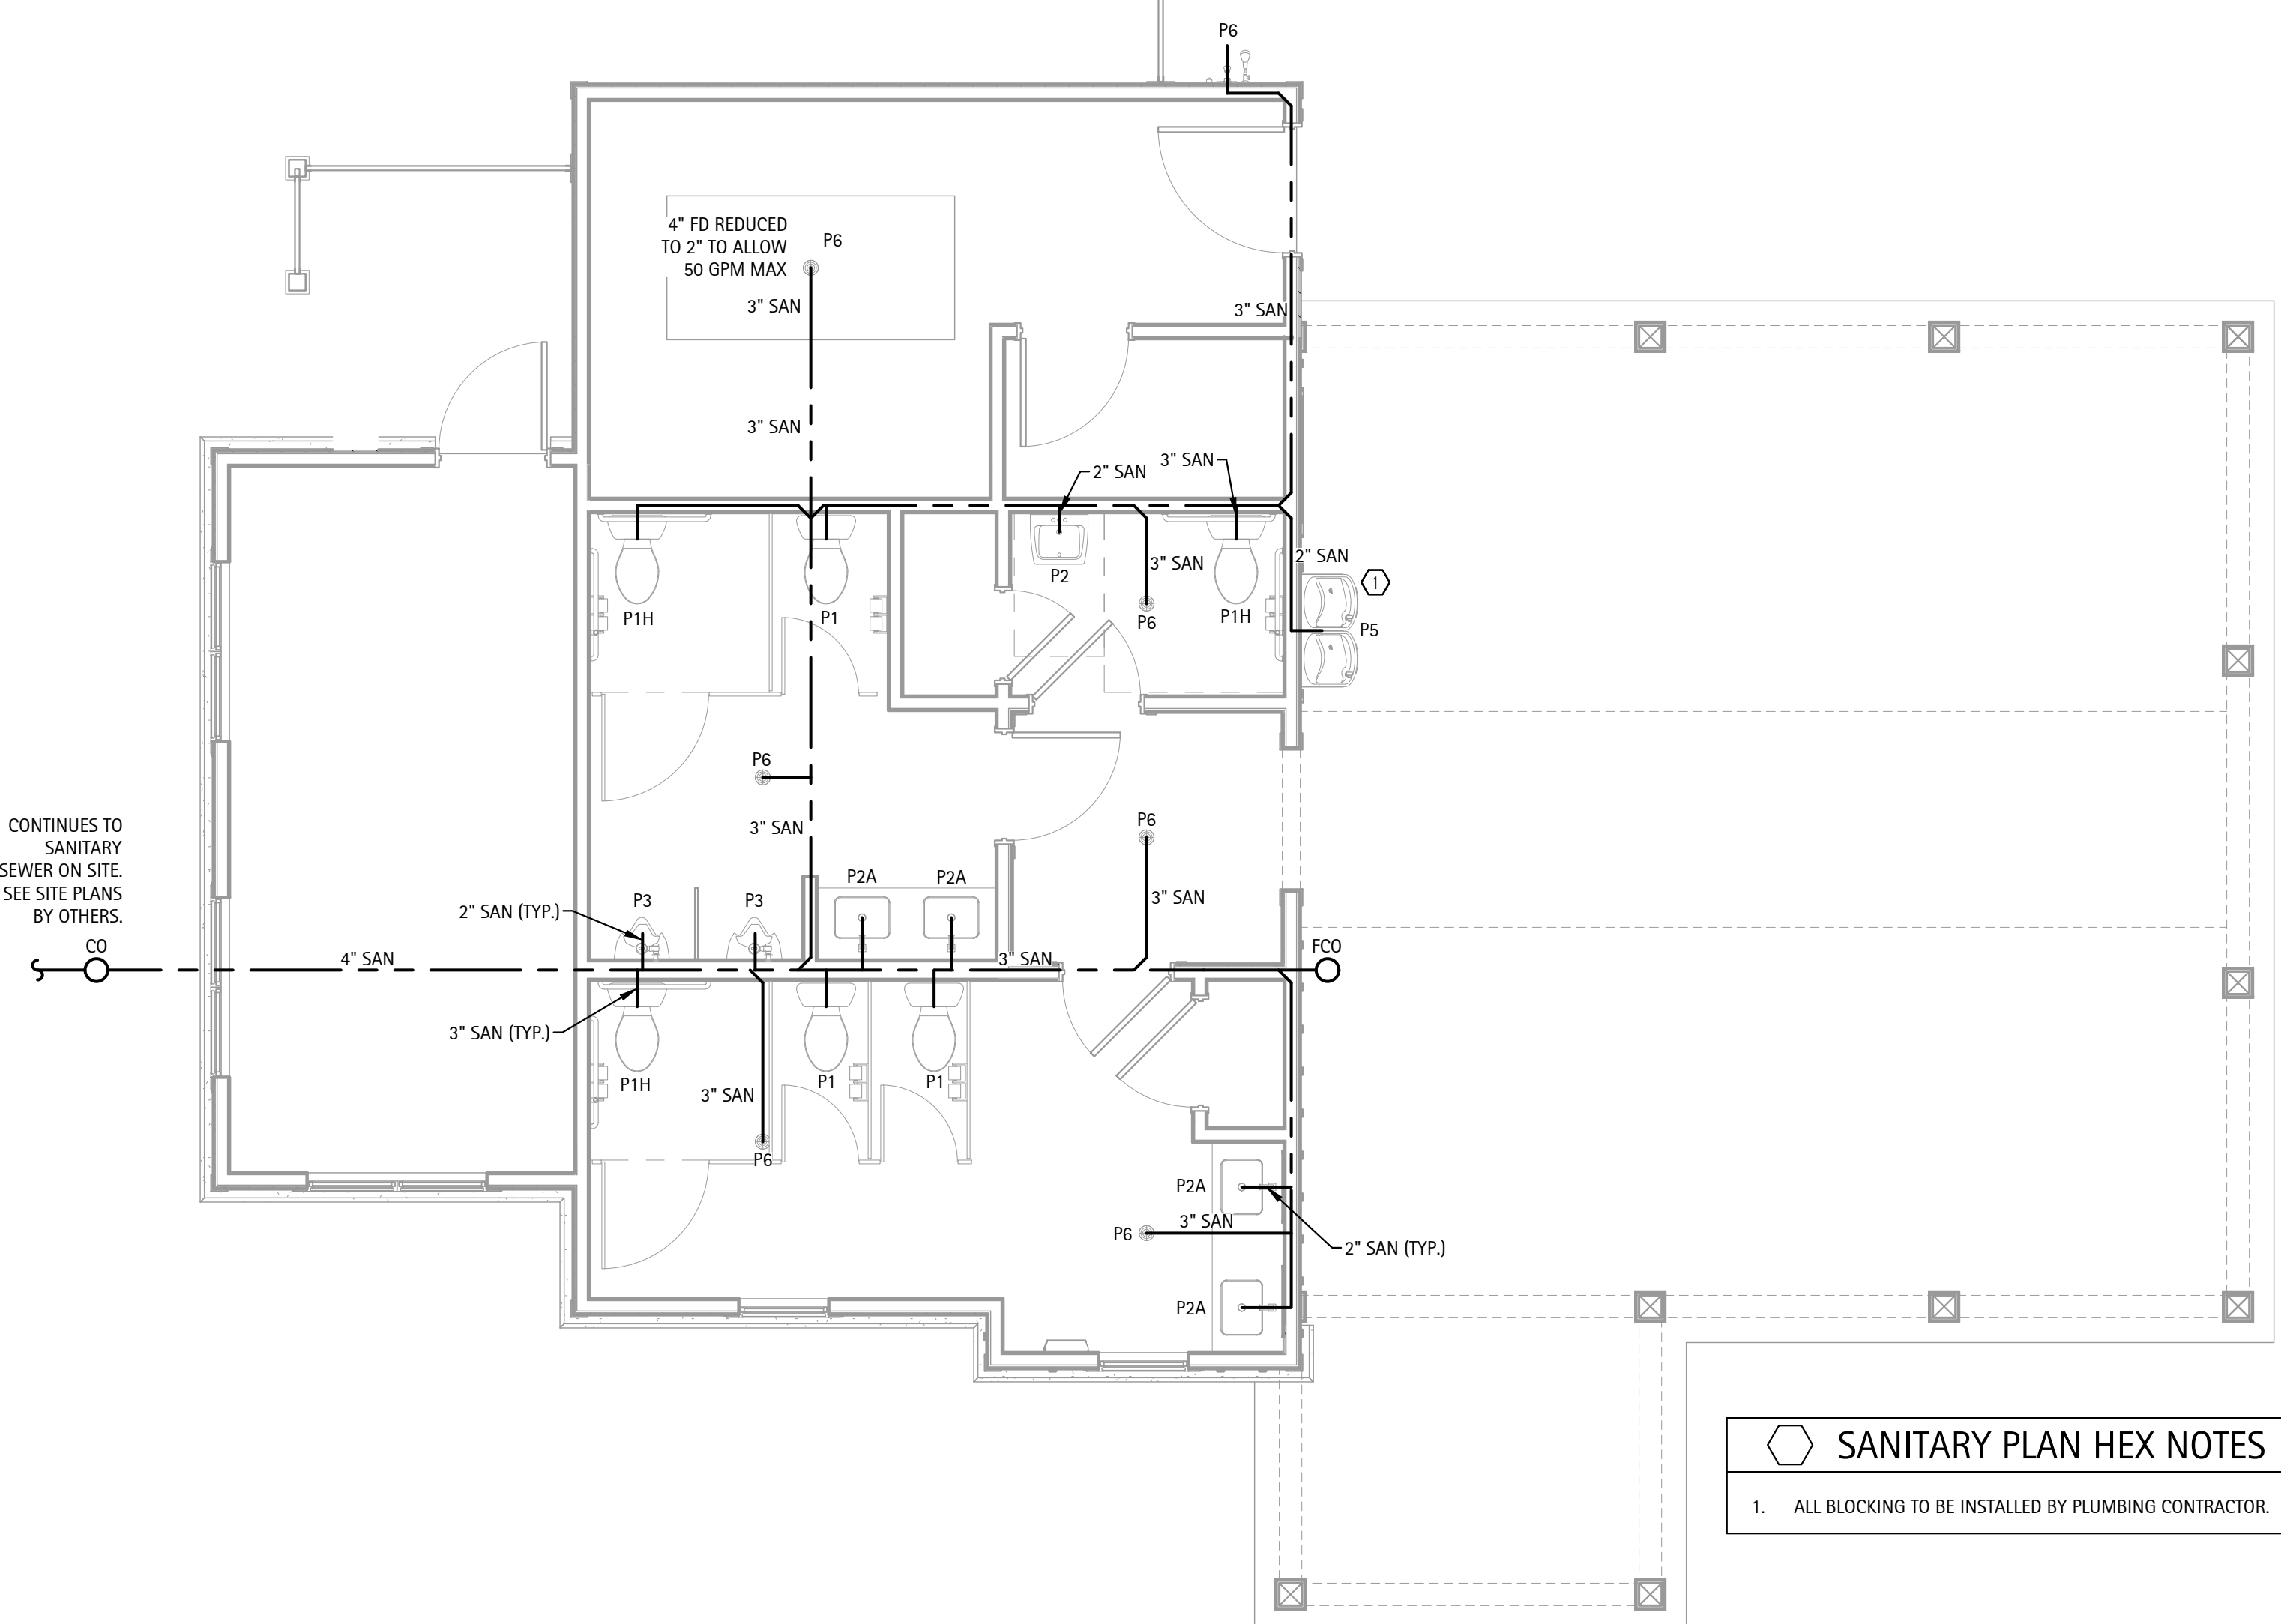 P6
4" FD REDUCED
TO 2" TO ALLOW
50 GPM MAX
P6
3" SAN
3" SAN
3" SAN
2" SAN
3" SAN
2" SAN
1
3" SAN
P2
P1H
P1
P6
P1H
P5
P6
3" SAN
P6
CONTINUES TO
SANITARY
SEWER ON SITE.
SEE SITE PLANS
BY OTHERS.
CO
4" SAN
2" SAN (TYP.)
P3
P3
P2A
P2A
3" SAN
3" SAN
FCO
3" SAN (TYP.)
P1H
3" SAN
P1
P1
P6
P2A
P6
3" SAN
2" SAN (TYP.)
P2A
SANITARY PLAN HEX NOTES
1. ALL BLOCKING TO BE INSTALLED BY PLUMBING CONTRACTOR.